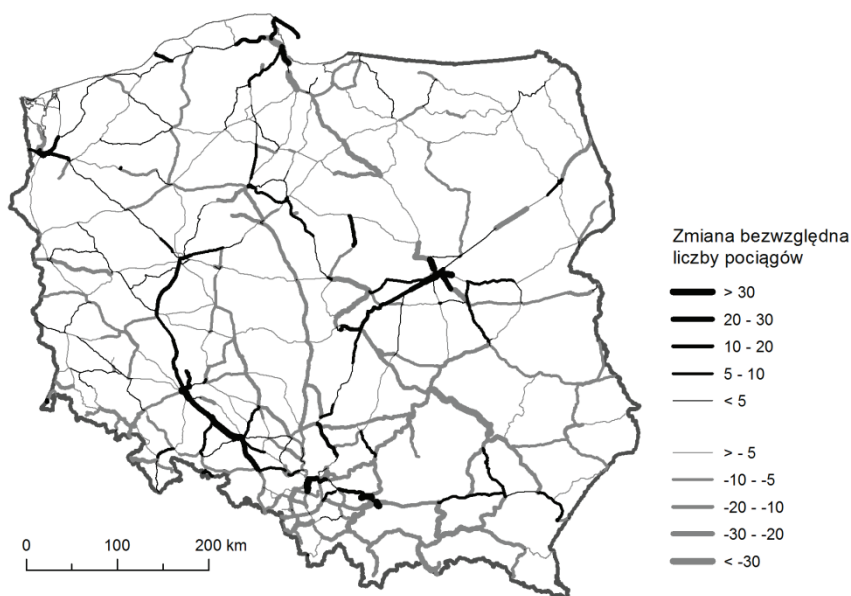 Zmiana bezwzględna
liczby pociągów
> 30
20 - 30
10 - 20
5 - 10
< 5
> - 5
-10 - -5
-20 - -10
-30 - -20
< -30
0 100 200 km